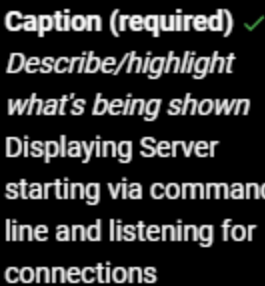 Caption (required) ✓
Describe/highlight
what's being shown
Displaying Server
starting via command
line and listening for
connections